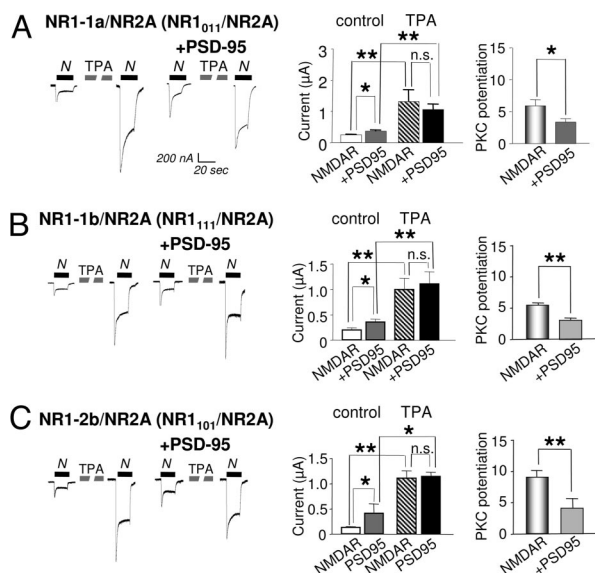 A
NR1-1a/NR2A (NR1₀₁₁/NR2A)
+PSD-95
N TPA N N TPA N
200 nA
20 sec
control TPA
**
** n.s.
*
Current (μA)
3
2
1
0
NMDAR +PSD95 NMDAR +PSD95
*
PKC potentiation
15
10
5
0
NMDAR +PSD95
B
NR1-1b/NR2A (NR1₁₁₁/NR2A)
+PSD-95
N TPA N N TPA N
control TPA
**
** n.s.
*
Current (μA)
1.5
1.0
0.5
0
NMDAR +PSD95 NMDAR +PSD95
**
PKC potentiation
15
10
5
0
NMDAR +PSD95
C
NR1-2b/NR2A (NR1₁₀₁/NR2A)
+PSD-95
N TPA N N TPA N
control TPA
*
** n.s.
*
Current (μA)
1.5
1.0
0.5
0
NMDAR PSD95 NMDAR PSD95
**
PKC potentiation
15
10
5
0
NMDAR +PSD95